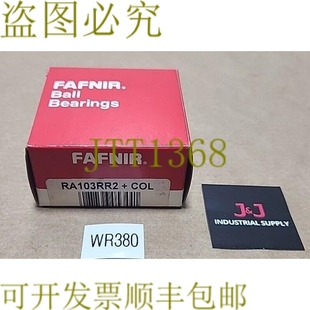 盗图必究
FAFNIR®
Ball
Bearings
JTT1368
FAFNIR®
RA103RR2 + COL
J&J
INDUSTRIAL SUPPLY
WR380
可开发票顺丰包邮